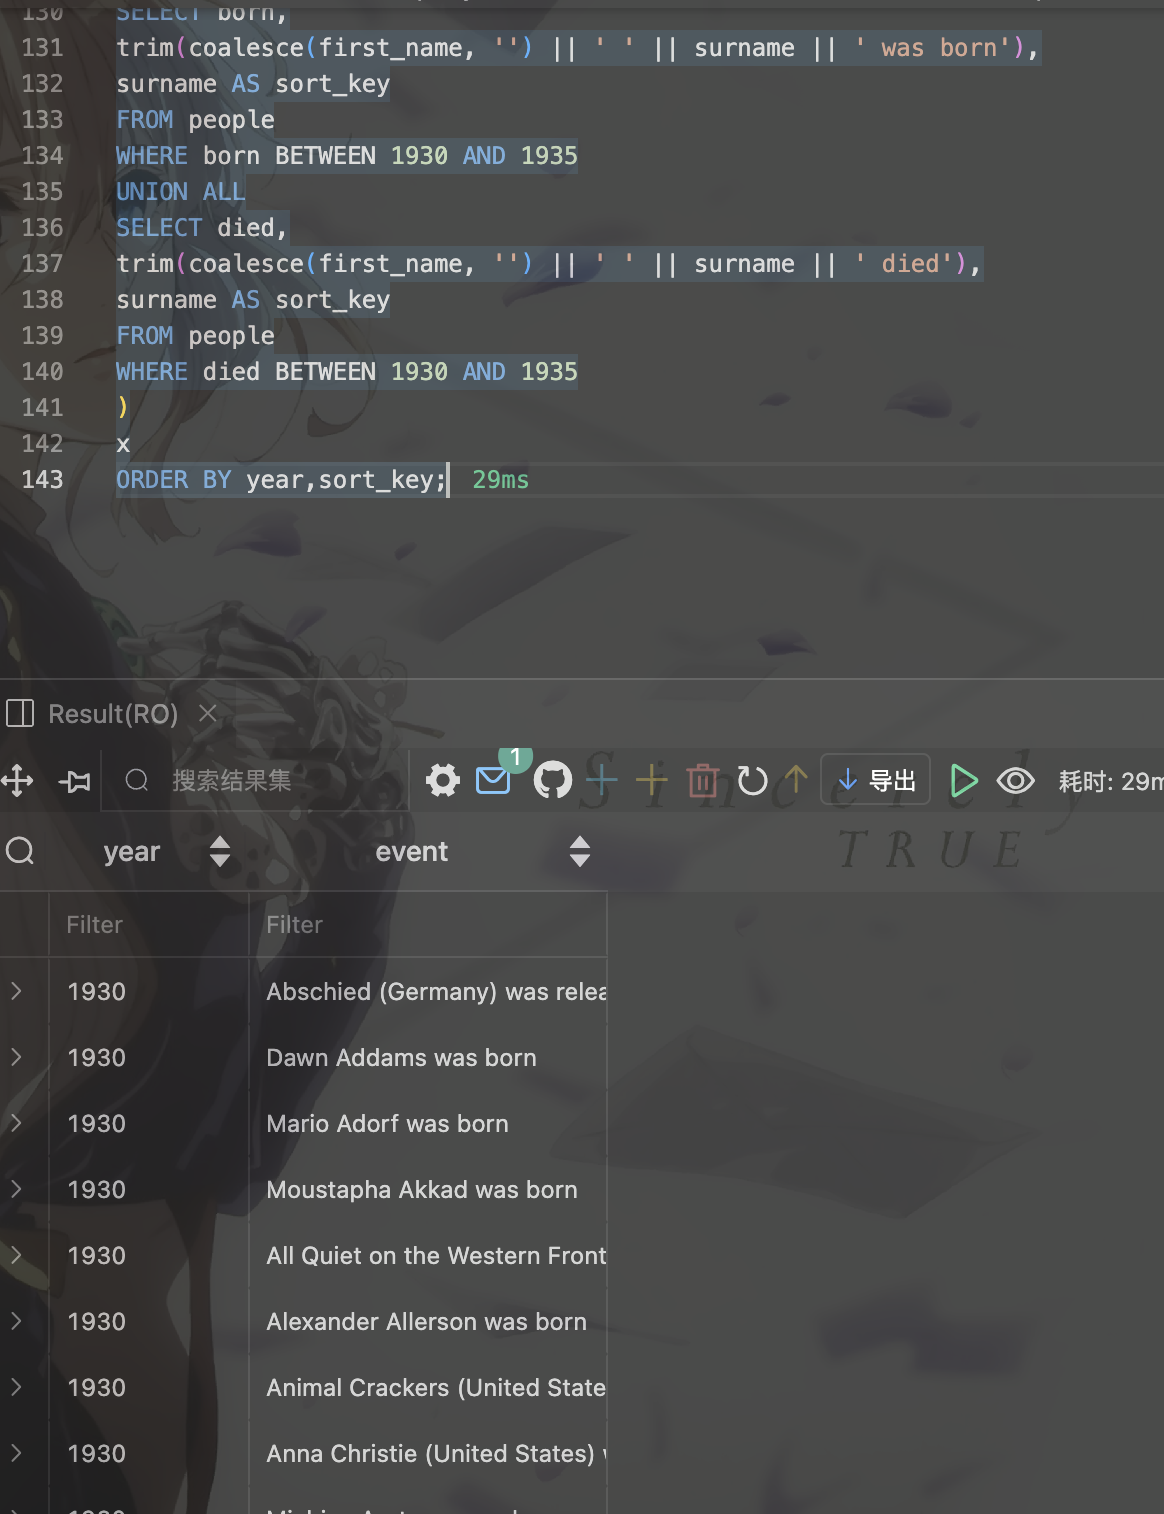 130 SELECT born,
131 trim(coalesce(first_name, '') || ' ' || surname || ' was born'),
132 surname AS sort_key
133 FROM people
134 WHERE born BETWEEN 1930 AND 1935
135 UNION ALL
136 SELECT died,
137 trim(coalesce(first_name, '') || ' ' || surname || ' died'),
138 surname AS sort_key
139 FROM people
140 WHERE died BETWEEN 1930 AND 1935
141 )
142 x
143 ORDER BY year,sort_key; 29ms
Result(RO)
搜索结果集 1 导出 耗时: 29m
Sincerely
TRUE
year event
Filter Filter
1930 Abschied (Germany) was relea
1930 Dawn Addams was born
1930 Mario Adorf was born
1930 Moustapha Akkad was born
1930 All Quiet on the Western Front
1930 Alexander Allerson was born
1930 Animal Crackers (United State
1930 Anna Christie (United States)